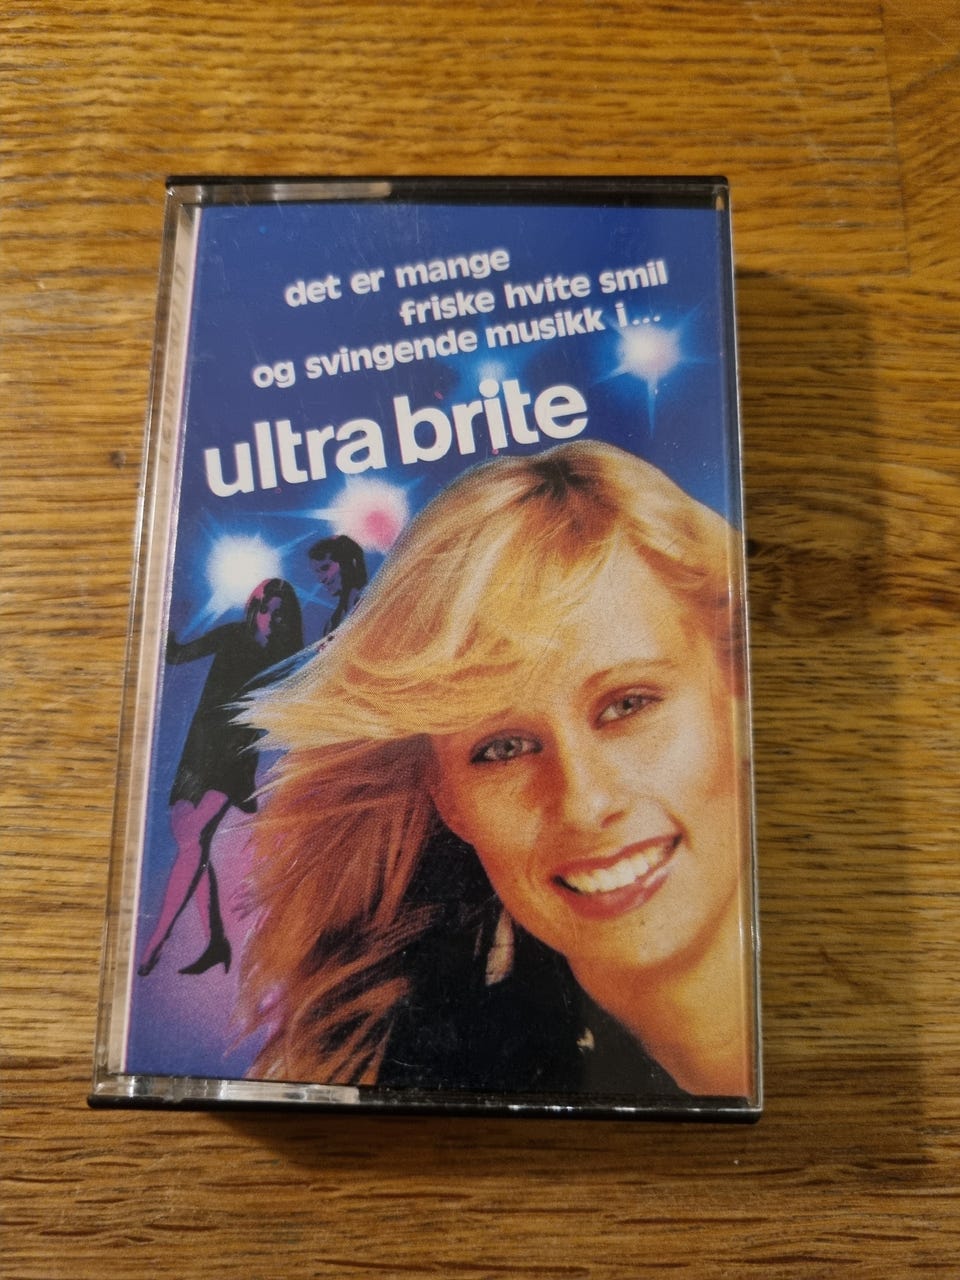 det er mange
friske hvite smil
og svingende musikk i...
ultra brite